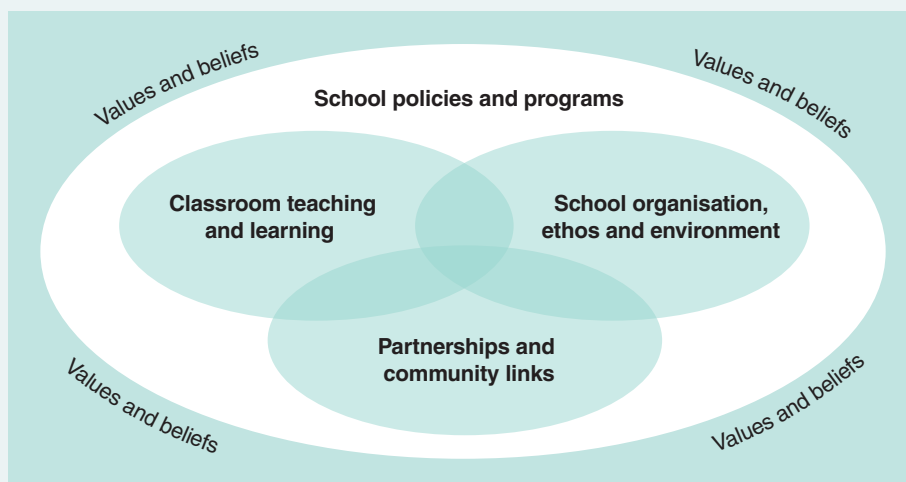 Values and beliefs
Values and beliefs
School policies and programs
Classroom teaching
and learning
School organisation,
ethos and environment
Partnerships and
community links
Values and beliefs
Values and beliefs